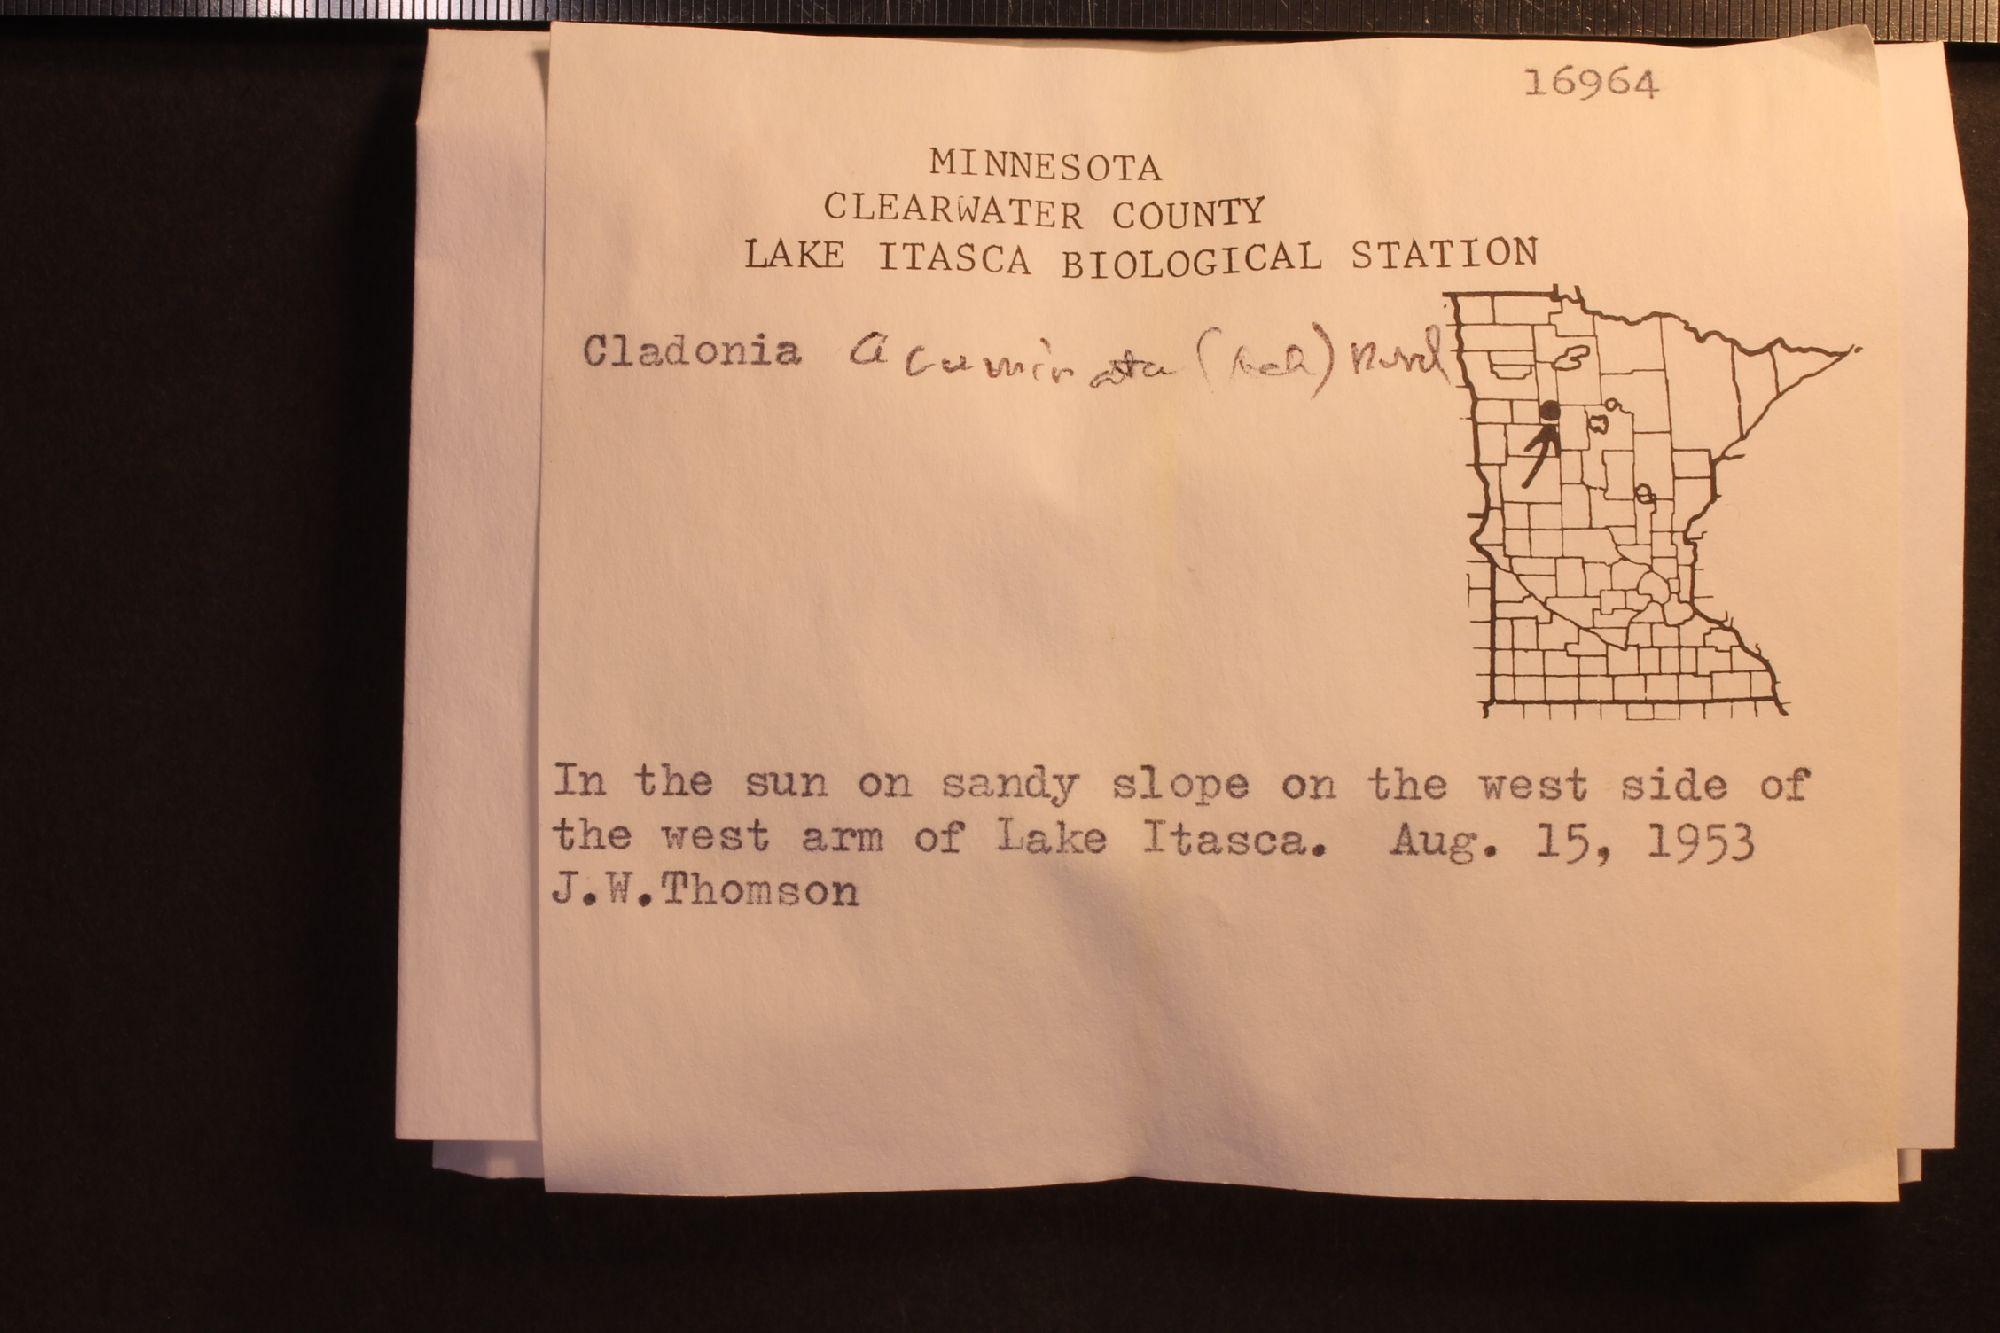 16964
MINNESOTA
CLEARWATER COUNTY
LAKE ITASCA BIOLOGICAL STATION
Cladonia acuminata (Ach) Norrl
In the sun on sandy slope on the west side of
the west arm of Lake Itasca. Aug. 15, 1953
J.W.Thomson